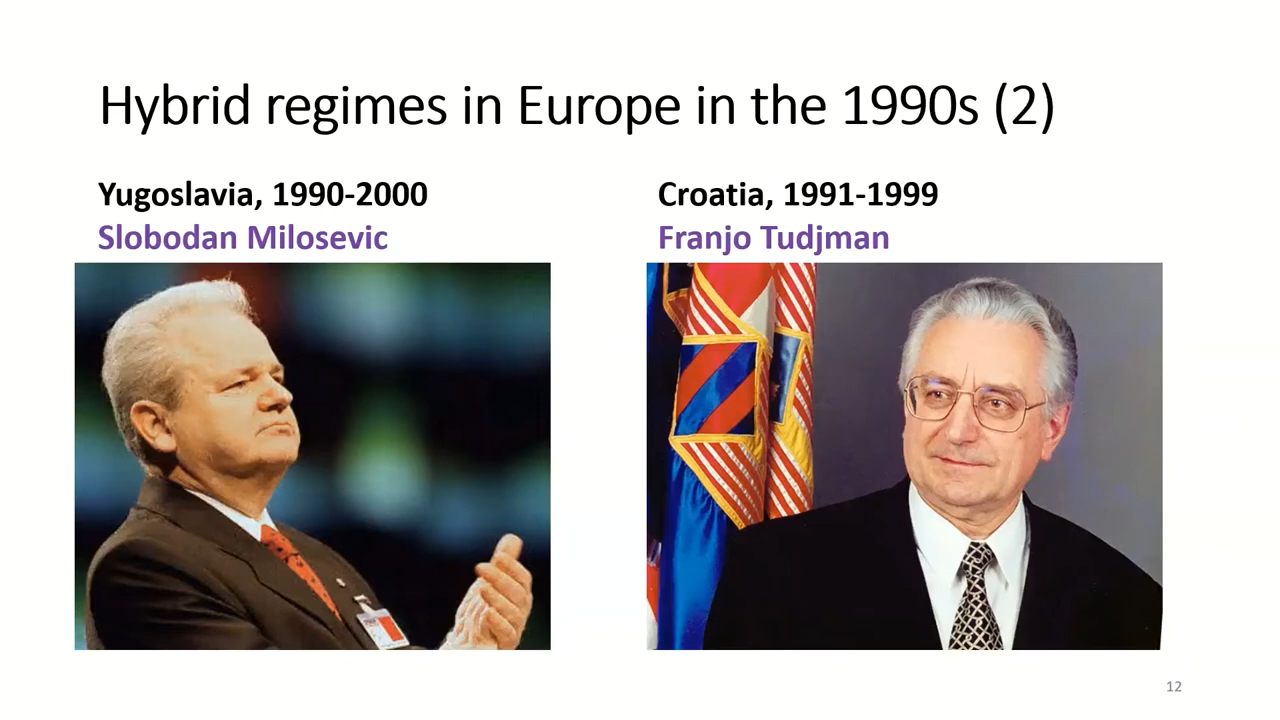 Hybrid regimes in Europe in the 1990s (2)
Yugoslavia, 1990-2000
Slobodan Milosevic
Croatia, 1991-1999
Franjo Tudjman
12